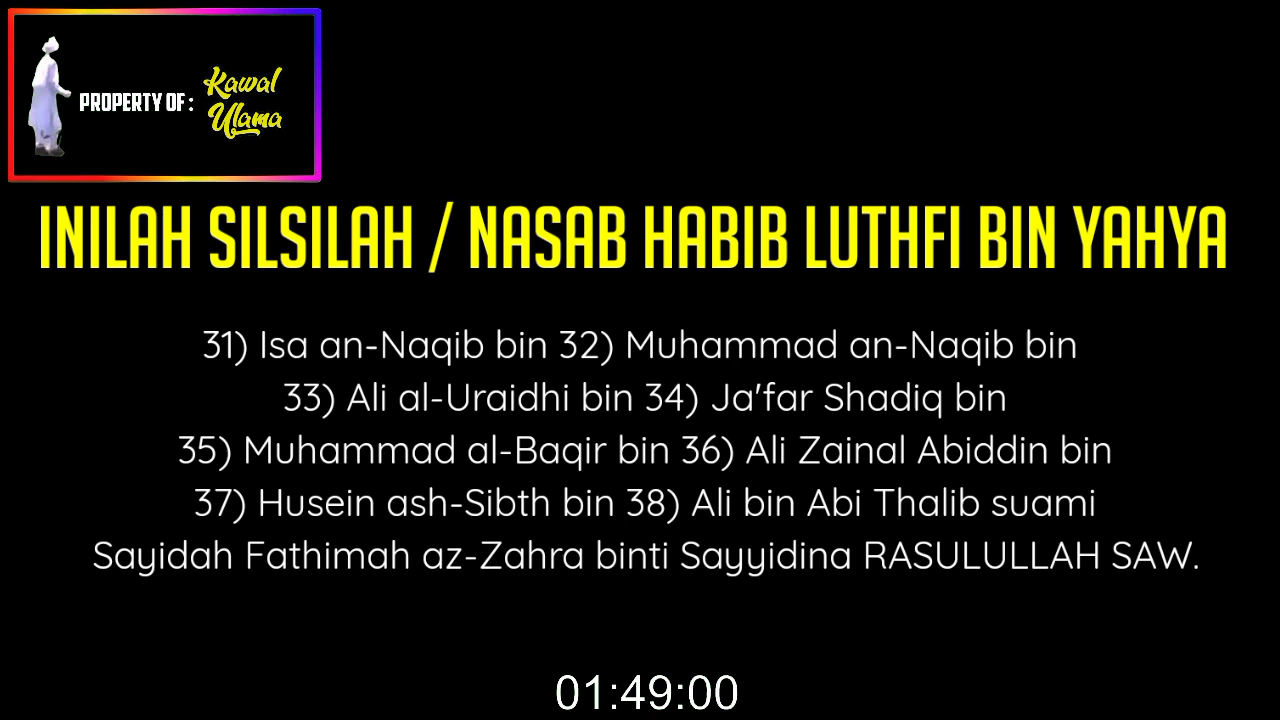 PROPERTY OF :
Kawal
Ulama
INILAH SILSILAH / NASAB HABIB LUTHFI BIN YAHYA
31) Isa an-Naqib bin 32) Muhammad an-Naqib bin
33) Ali al-Uraidhi bin 34) Ja'far Shadiq bin
35) Muhammad al-Baqir bin 36) Ali Zainal Abiddin bin
37) Husein ash-Sibth bin 38) Ali bin Abi Thalib suami
Sayidah Fathimah az-Zahra binti Sayyidina RASULULLAH SAW.
01:49:00